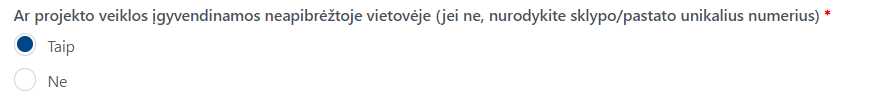 Ar projekto veiklos įgyvendinamos neapibrėžtoje vietovėje (jei ne, nurodykite sklypo/pastato unikalius numerius) *
Taip
Ne